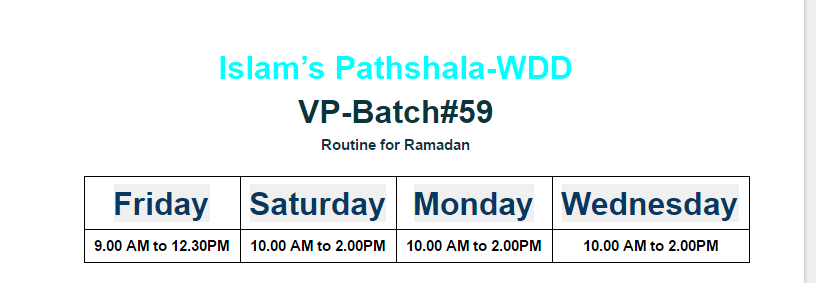 Islam’s Pathshala-WDD
VP-Batch#59
Routine for Ramadan
Friday Saturday Monday Wednesday
9.00 AM to 12.30PM 10.00 AM to 2.00PM 10.00 AM to 2.00PM 10.00 AM to 2.00PM